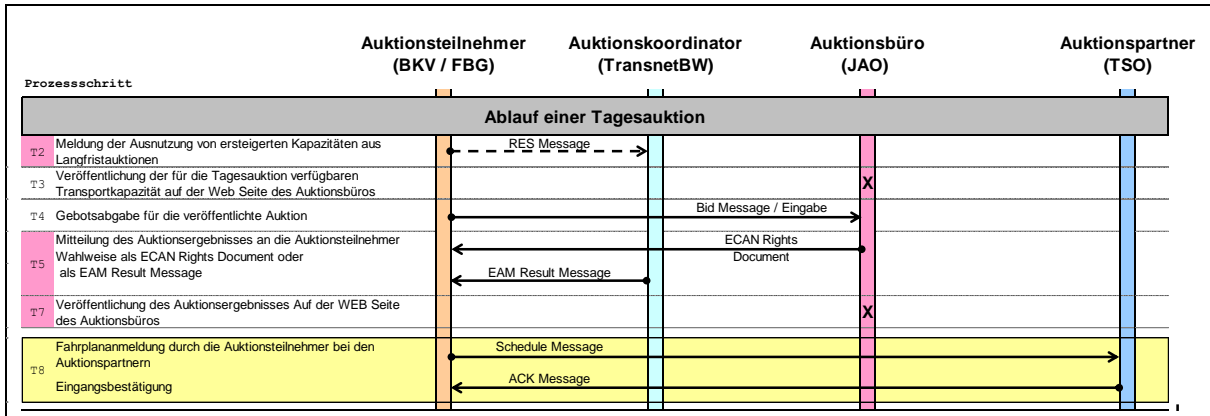 Auktionsteilnehmer Auktionskoordinator Auktionsbüro Auktionspartner
(BKV / FBG) (TransnetBW) (JAO) (TSO)
Prozessschritt
Ablauf einer Tagesauktion
T2
Meldung der Ausnutzung von ersteigerten Kapazitäten aus
Langfristauktionen
RES Message
T3
Veröffentlichung der für die Tagesauktion verfügbaren
Transportkapazität auf der Web Seite des Auktionsbüros
X
T4
Gebotsabgabe für die veröffentlichte Auktion
Bid Message / Eingabe
T5
Mitteilung des Auktionsergebnisses an die Auktionsteilnehmer
Wahlweise als ECAN Rights Document oder
als EAM Result Message
ECAN Rights
Document
EAM Result Message
T7
Veröffentlichung des Auktionsergebnisses Auf der WEB Seite
des Auktionsbüros
X
T8
Fahrplananmeldung durch die Auktionsteilnehmer bei den
Auktionspartnern
Schedule Message
Eingangsbestätigung
ACK Message